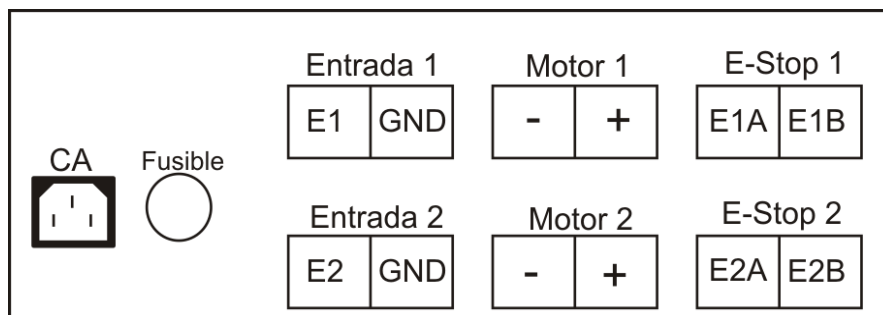 Entrada 1 Motor 1 E-Stop 1
E1 GND - + E1A E1B
CA Fusible
Entrada 2 Motor 2 E-Stop 2
E2 GND - + E2A E2B